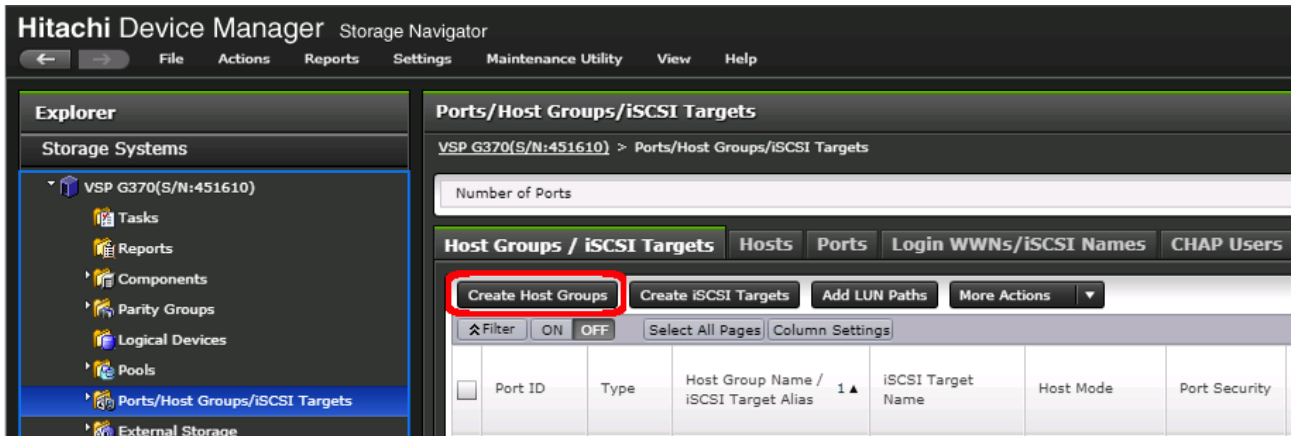 Hitachi Device Manager Storage Navigator
File Actions Reports Settings Maintenance Utility View Help
Explorer
Storage Systems
VSP G370(S/N:451610)
Tasks
Reports
Components
Parity Groups
Logical Devices
Pools
Ports/Host Groups/iSCSI Targets
External Storage
Ports/Host Groups/iSCSI Targets
VSP G370(S/N:451610) > Ports/Host Groups/iSCSI Targets
Number of Ports
Host Groups / iSCSI Targets Hosts Ports Login WWNs/iSCSI Names CHAP Users
Create Host Groups Create iSCSI Targets Add LUN Paths More Actions
Filter ON OFF Select All Pages Column Settings
Port ID Type Host Group Name / iSCSI Target Alias 1 iSCSI Target Name Host Mode Port Security